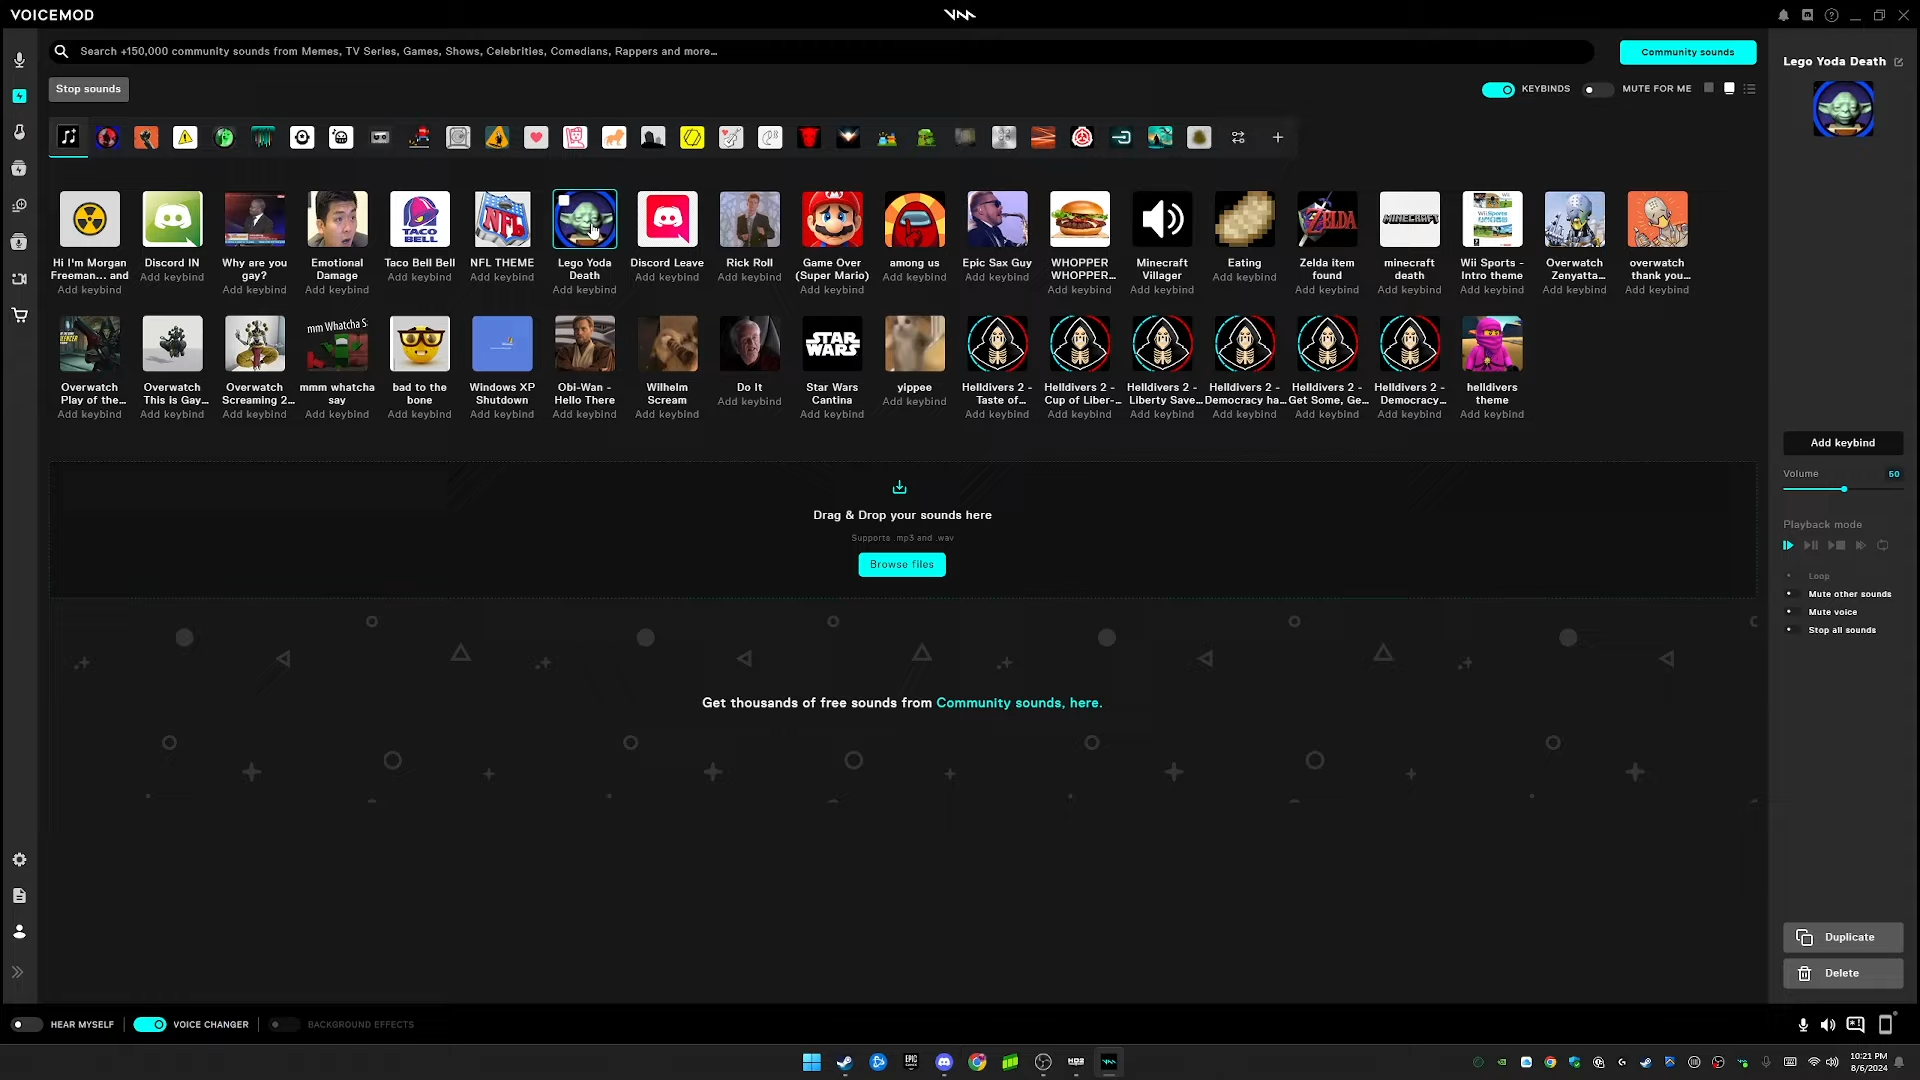 VOICEMOD
Search +150,000 community sounds from Memes, TV Series, Games, Shows, Celebrities, Comedians, Rappers and more...
Community sounds
Stop sounds
KEYBINDS
MUTE FOR ME
Lego Yoda Death
TACO
BELL
NFL
ZELDA
MINECRAFT
Wii Sports
Hi I'm Morgan
Freeman... and
Add keybind
Discord IN
Add keybind
Why are you
gay?
Add keybind
Emotional
Damage
Add keybind
Taco Bell Bell
Add keybind
NFL THEME
Add keybind
Lego Yoda
Death
Add keybind
Discord Leave
Add keybind
Rick Roll
Add keybind
Game Over
(Super Mario)
Add keybind
among us
Add keybind
Epic Sax Guy
Add keybind
WHOPPER
WHOPPER...
Add keybind
Minecraft
Villager
Add keybind
Eating
Add keybind
Zelda item
found
Add keybind
minecraft
death
Add keybind
Wii Sports -
Intro theme
Add keybind
Overwatch
Zenyatta...
Add keybind
overwatch
thank you...
Add keybind
mm Whatcha S
STAR
WARS
Overwatch
Play of the...
Add keybind
Overwatch
This is Gay...
Add keybind
Overwatch
Screaming 2...
Add keybind
mmm whatcha
say
Add keybind
bad to the
bone
Add keybind
Windows XP
Shutdown
Add keybind
Obi-Wan -
Hello There
Add keybind
Wilhelm
Scream
Add keybind
Do It
Add keybind
Star Wars
Cantina
Add keybind
yippee
Add keybind
Helldivers 2 -
Taste of...
Add keybind
Helldivers 2 -
Cup of Liber-...
Add keybind
Helldivers 2 -
Liberty Save...
Add keybind
Helldivers 2 -
Democracy ha...
Add keybind
Helldivers 2 -
Get Some, Ge...
Add keybind
Helldivers 2 -
Democracy...
Add keybind
helldivers
theme
Add keybind
Drag & Drop your sounds here
Supports .mp3 and .wav
Browse files
Get thousands of free sounds from Community sounds, here.
Add keybind
Volume 50
Playback mode
Loop
Mute other sounds
Mute voice
Stop all sounds
Duplicate
Delete
HEAR MYSELF
VOICE CHANGER
BACKGROUND EFFECTS
10:21 PM
8/6/2024